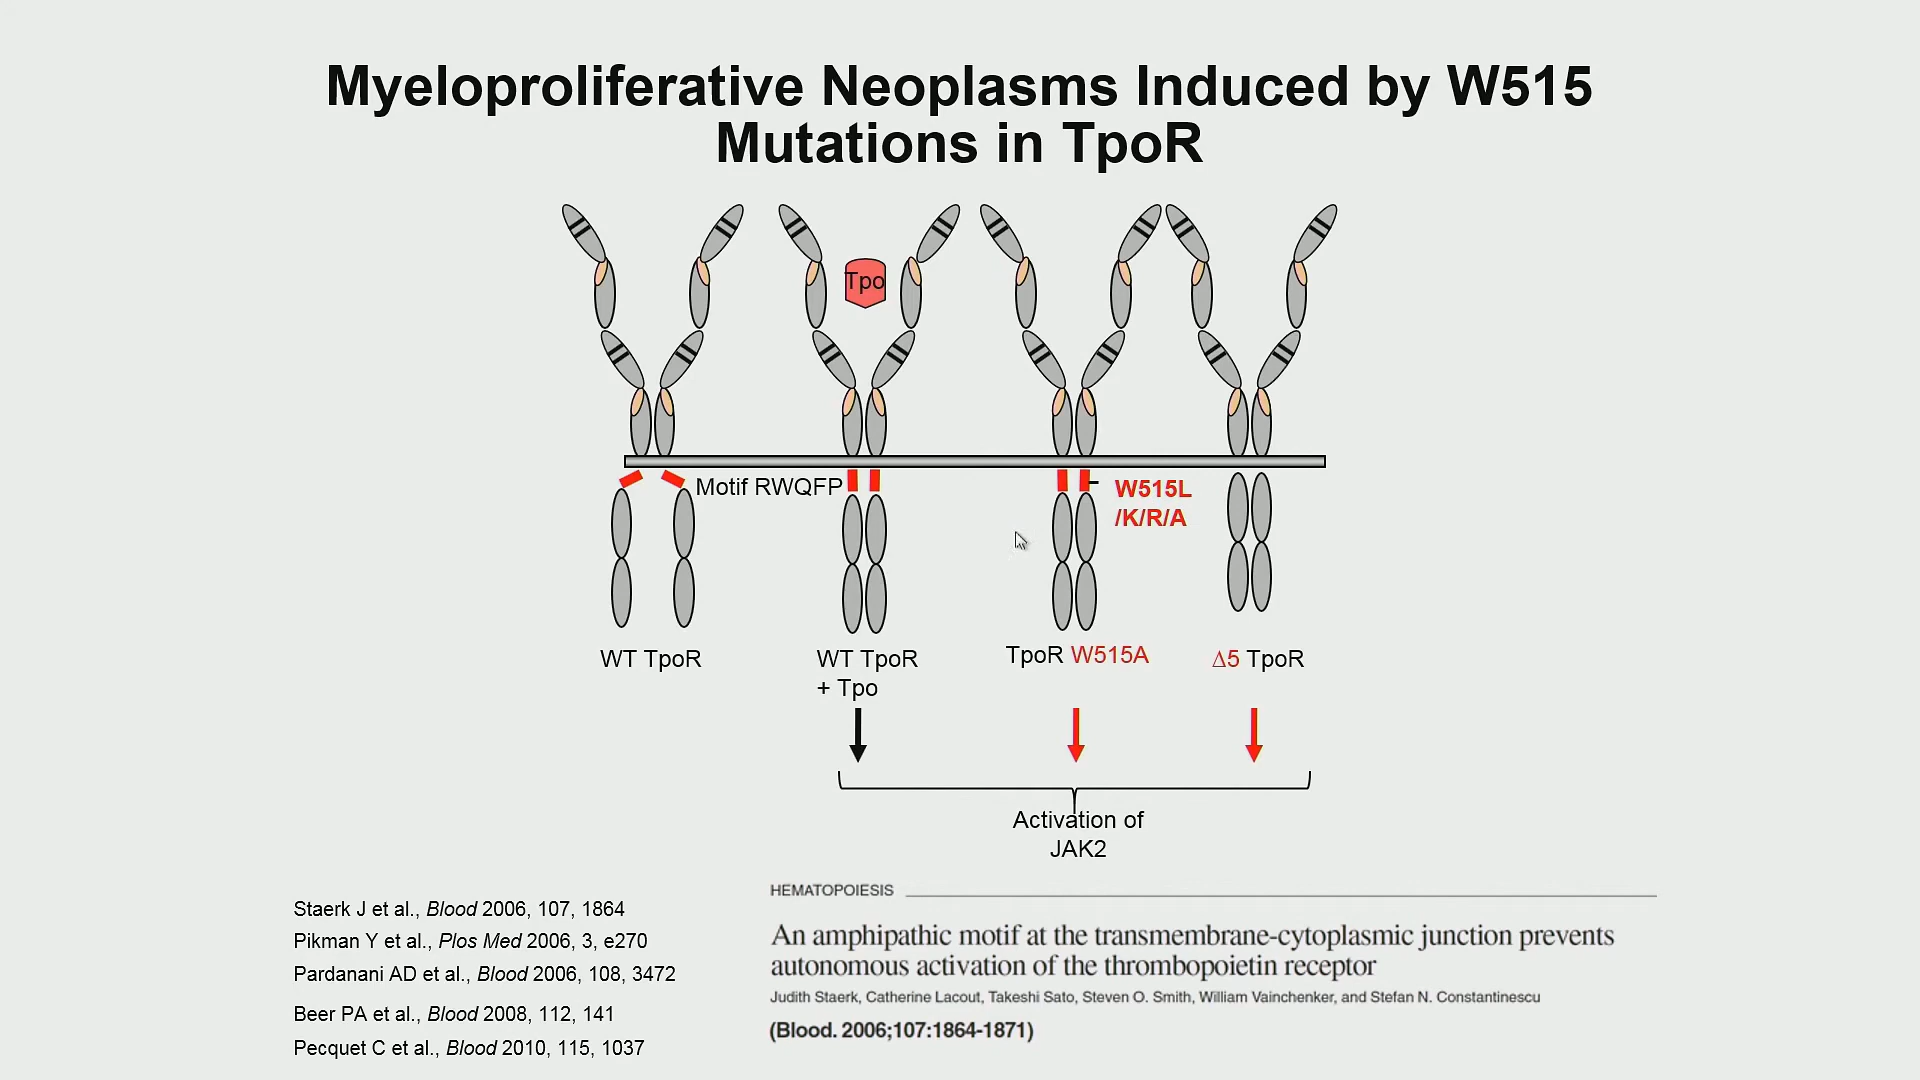 Myeloproliferative Neoplasms Induced by W515
Mutations in TpoR
Tpo
Motif RWQFP
W515L
/K/R/A
WT TpoR
WT TpoR
+ Tpo
TpoR W515A
Δ5 TpoR
Activation of
JAK2
Staerk J et al., Blood 2006, 107, 1864
Pikman Y et al., Plos Med 2006, 3, e270
Pardanani AD et al., Blood 2006, 108, 3472
Beer PA et al., Blood 2008, 112, 141
Pecquet C et al., Blood 2010, 115, 1037
HEMATOPOIESIS
An amphipathic motif at the transmembrane-cytoplasmic junction prevents
autonomous activation of the thrombopoietin receptor
Judith Staerk, Catherine Lacout, Takeshi Sato, Steven O. Smith, William Vainchenker, and Stefan N. Constantinescu
(Blood. 2006;107:1864-1871)